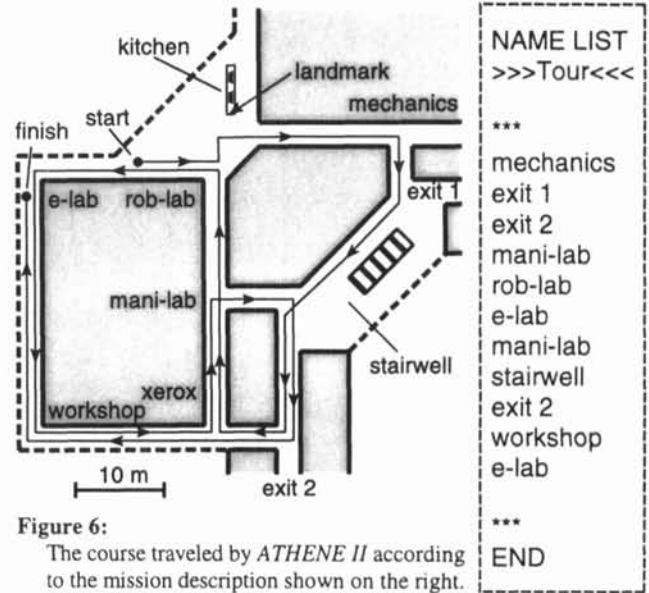 kitchen
landmark
mechanics
start
finish
exit 1
e-lab
rob-lab
mani-lab
stairwell
xerox
workshop
10 m
exit 2
Figure 6:
The course traveled by ATHENE II according
to the mission description shown on the right.
NAME LIST
>>>Tour<<<
***
mechanics
exit 1
exit 2
mani-lab
rob-lab
e-lab
mani-lab
stairwell
exit 2
workshop
e-lab
***
END